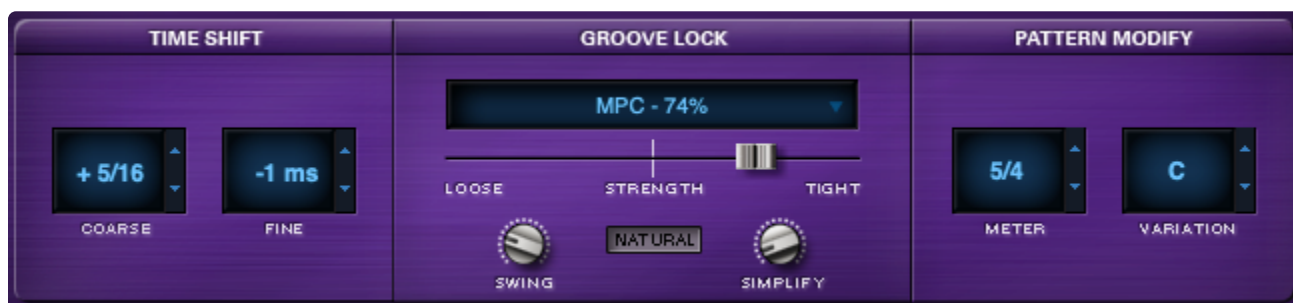 TIME SHIFT
GROOVE LOCK
PATTERN MODIFY
MPC - 74%
+ 5/16
-1 ms
5/4
C
LOOSE
STRENGTH
TIGHT
COARSE
FINE
METER
VARIATION
NATURAL
SWING
SIMPLIFY